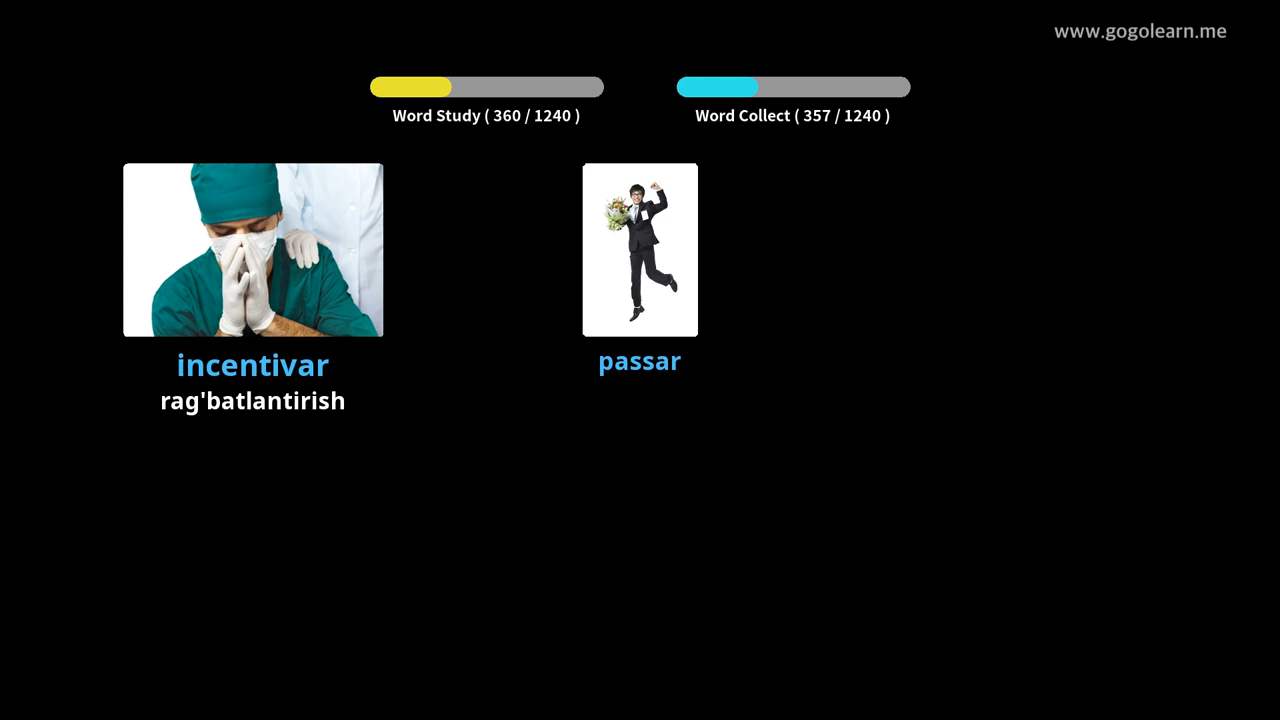 www.gogolearn.me
Word Study ( 360 / 1240 )
Word Collect ( 357 / 1240 )
incentivar
rag'batlantirish
passar